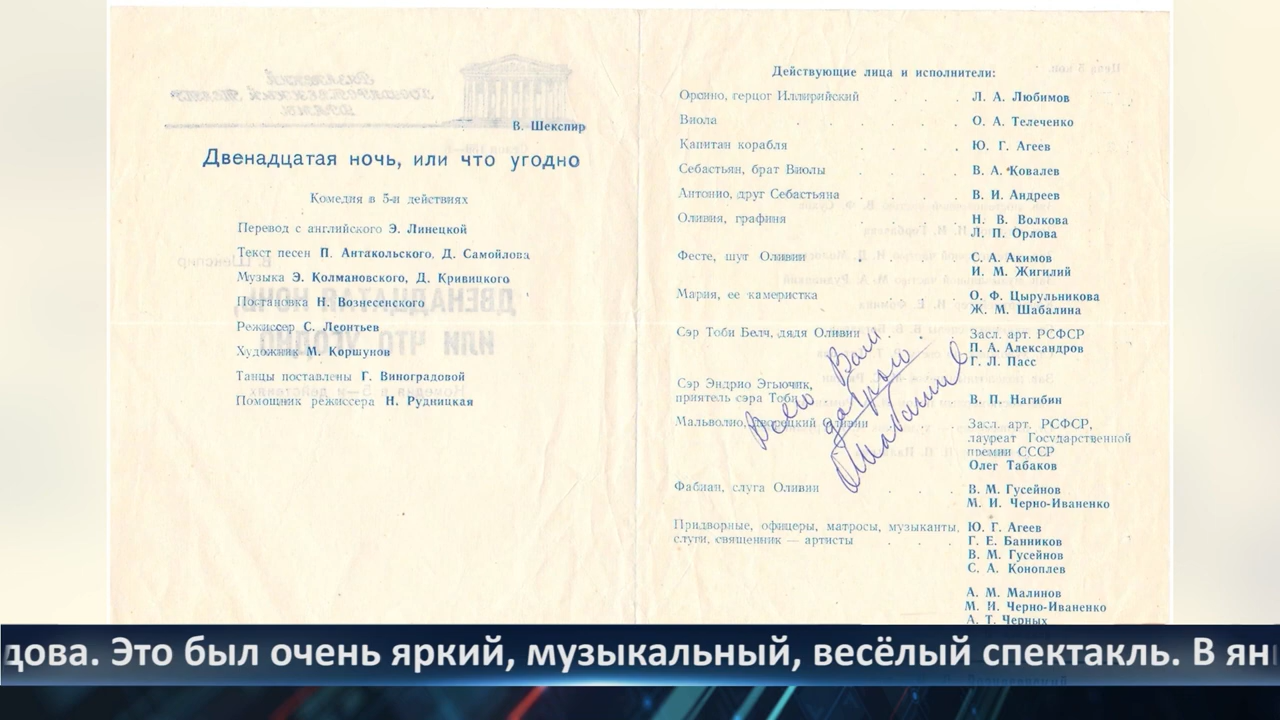 В. Шекспир
Двенадцатая ночь, или что угодно
Комедия в 5-и действиях
Перевод с английского Э. Линецкой
Текст песен П. Антакольского, Д. Самойлова
Музыка Э. Колмановского, Д. Кривицкого
Постановка Н. Вознесенского
Режиссер С. Леонтьев
Художник М. Коршунов
Танцы поставлены Г. Виноградовой
Помощник режиссера Н. Рудницкая
Действующие лица и исполнители:
Орсино, герцог Иллирийский . . . Л. А. Любимов
Виола . . . . . . . О. А. Телеченко
Капитан корабля . . . . . Ю. Г. Агеев
Себастьян, брат Виолы . . . . В. А. Ковалев
Антонио, друг Себастьяна . . . . В. И. Андреев
Оливия, графиня . . . . . Н. В. Волкова
Л. П. Орлова
Фесте, шут Оливии . . . . С. А. Акимов
И. М. Жигилий
Мария, ее камеристка . . . . О. Ф. Цырульникова
Ж. М. Шабалина
Сэр Тоби Белч, дядя Оливии . . . Засл. арт. РСФСР
П. А. Александров
Г. Л. Пасс
Сэр Эндрио Эгьючик,
приятель сэра Тоби . . . . В. П. Нагибин
Мальволио, дворецкий Оливии . . . Засл. арт. РСФСР,
лауреат Государственной
премии СССР
Олег Табаков
Фабиан, слуга Оливии . . . . В. М. Гусейнов
М. И. Черно-Иваненко
Придворные, офицеры, матросы, музыканты, Ю. Г. Агеев
слуги, священник — артисты . . . Г. Е. Банников
В. М. Гусейнов
С. А. Коноплев
А. М. Малинов
М. И. Черно-Иваненко
А. Т. Черных
Всего Вам
доброго
дова. Это был очень яркий, музыкальный, весёлый спектакль. В ян